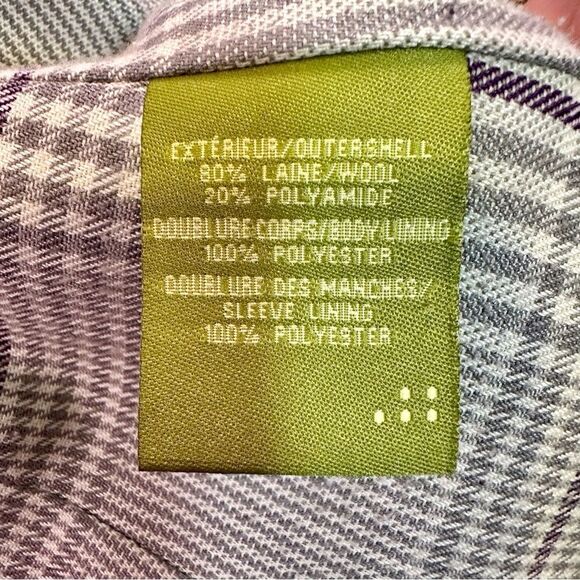 EXTÉRIEUR/OUTERSHELL
80% LAINE/WOOL
20% POLYAMIDE
DOUBLURE CORPS/BODY LINING
100% POLYESTER
DOUBLURE DES MANCHES/
SLEEVE LINING
100% POLYESTER